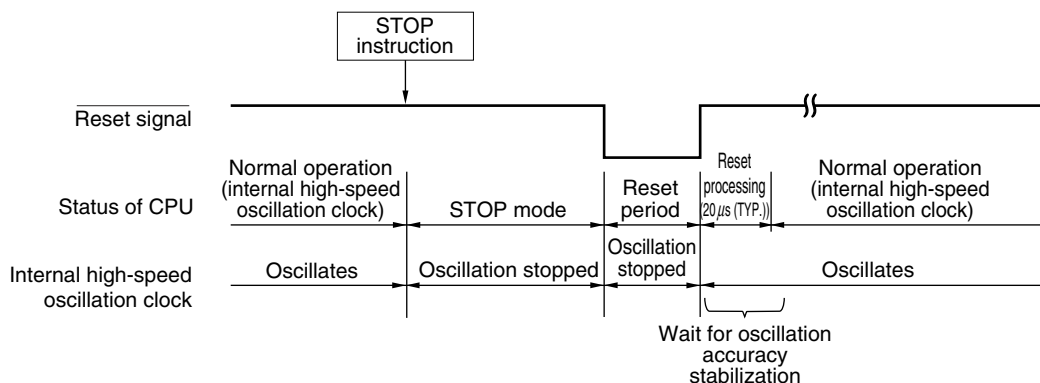 STOP
instruction
Reset signal
Normal operation
(internal high-speed
oscillation clock)
Reset
period
Reset
processing
(20 μs (TYP.))
Normal operation
(internal high-speed
oscillation clock)
Status of CPU
STOP mode
Internal high-speed
oscillation clock
Oscillates
Oscillation stopped
Oscillation
stopped
Oscillates
Wait for oscillation
accuracy
stabilization